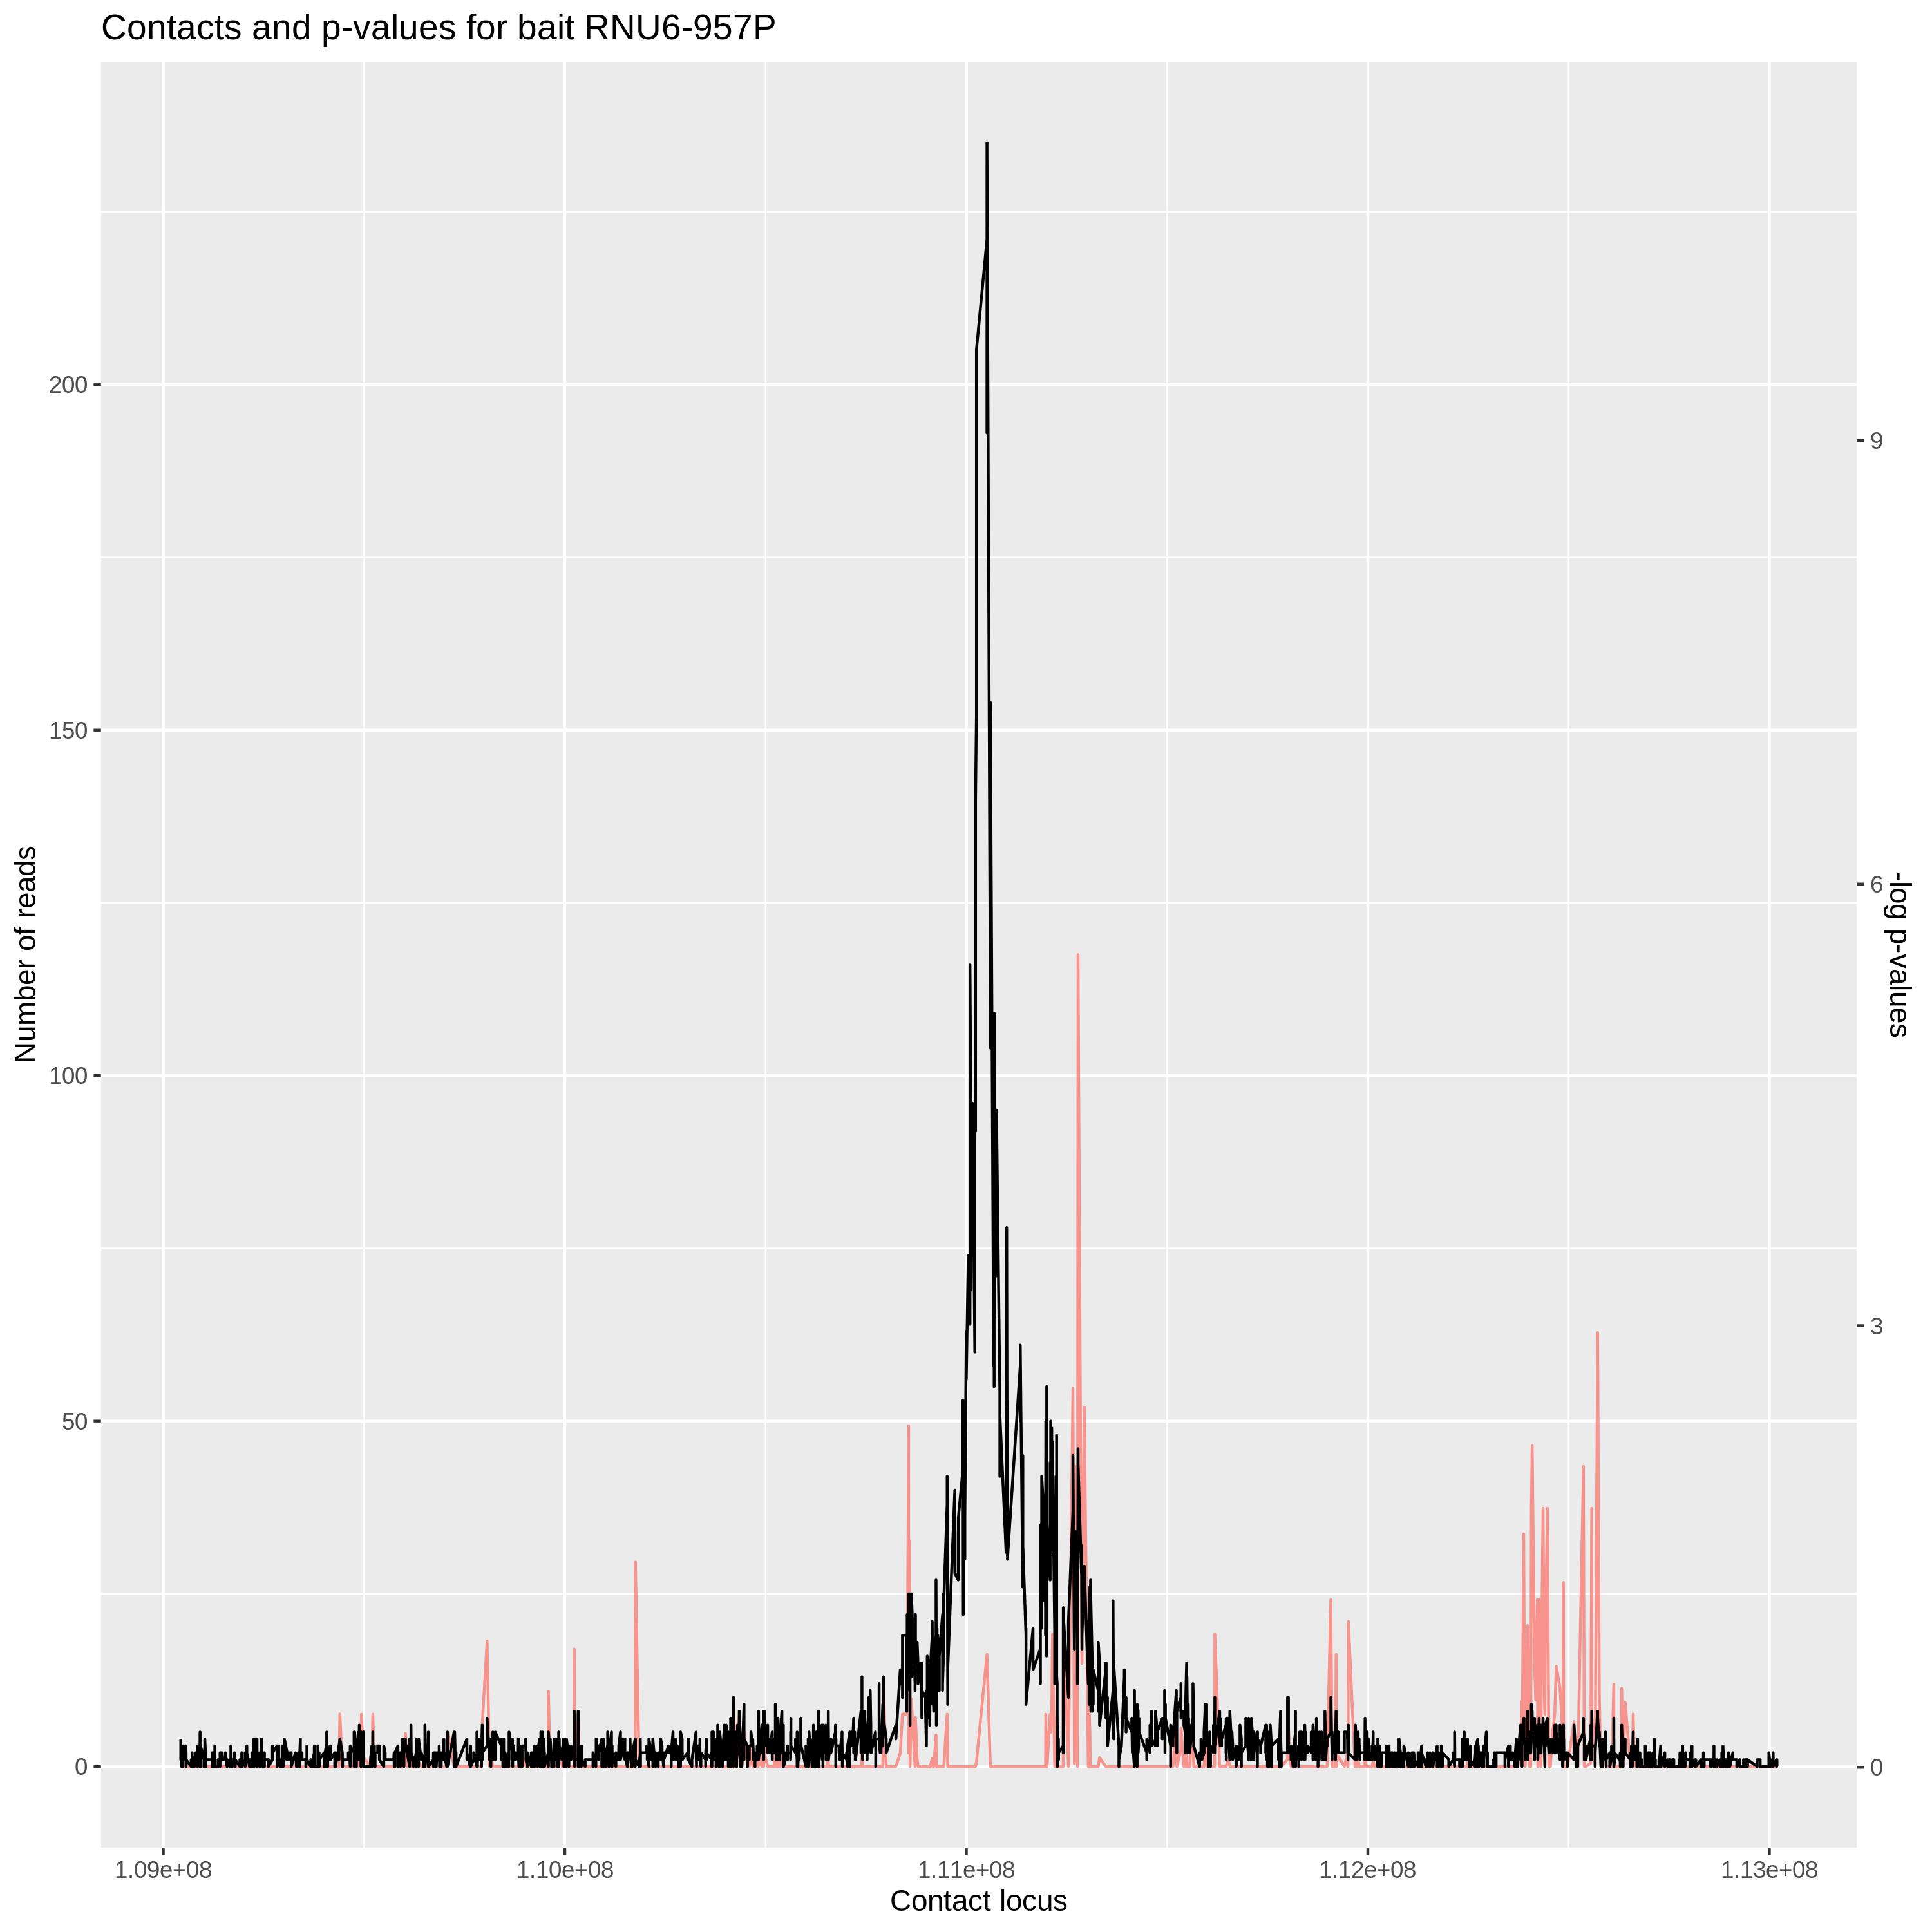 Contacts and p-values for bait RNU6-957P
Number of reads
200
150
100
50
0
9
6
3
0
-log p-values
1.09e+08 1.10e+08 1.11e+08 1.12e+08 1.13e+08
Contact locus